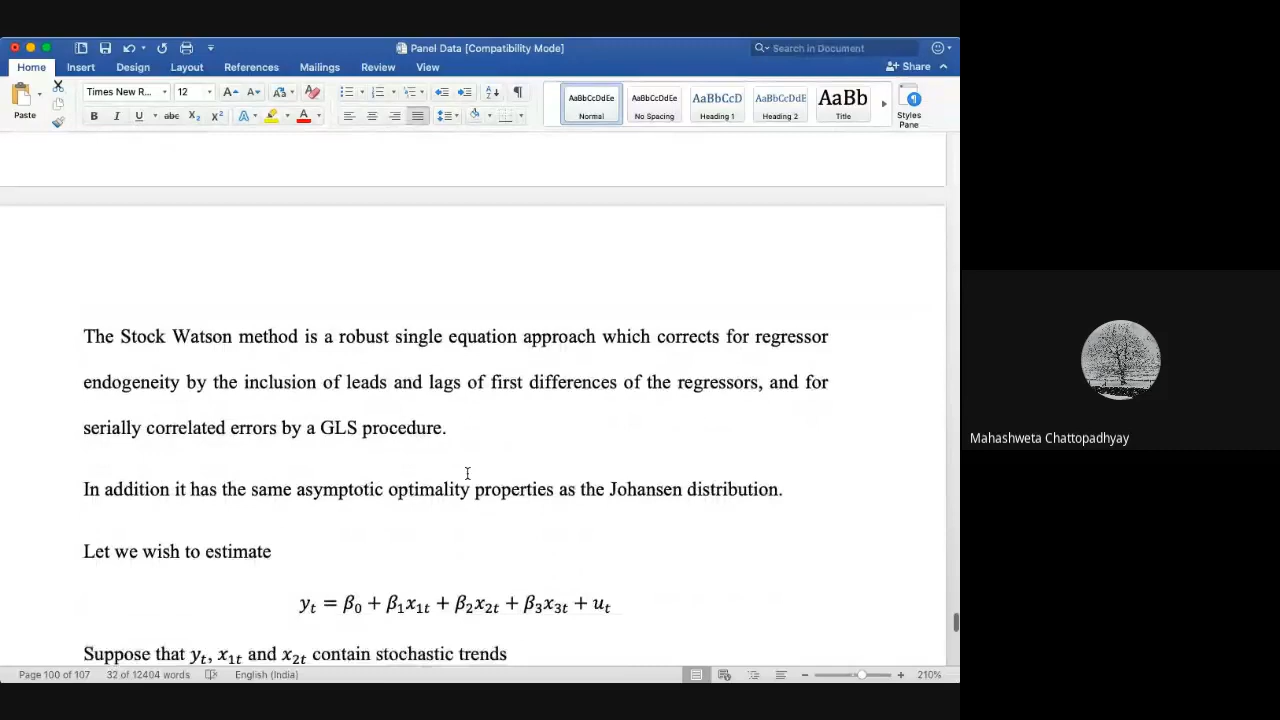 Panel Data [Compatibility Mode]
Search in Document
Home Insert Design Layout References Mailings Review View
Share
Paste
Times New R... 12
AaBbCcDdEe AaBbCcDdEe AaBbCcD AaBbCcDdE AaBb
Normal No Spacing Heading 1 Heading 2 Title
Styles
Pane
The Stock Watson method is a robust single equation approach which corrects for regressor
endogeneity by the inclusion of leads and lags of first differences of the regressors, and for
serially correlated errors by a GLS procedure.
In addition it has the same asymptotic optimality properties as the Johansen distribution.
Let we wish to estimate
yₜ = β₀ + β₁x₁ₜ + β₂x₂ₜ + β₃x₃ₜ + uₜ
Suppose that yₜ, x₁ₜ and x₂ₜ contain stochastic trends
Page 100 of 107 32 of 12404 words English (India) 210%
Mahashweta Chattopadhyay